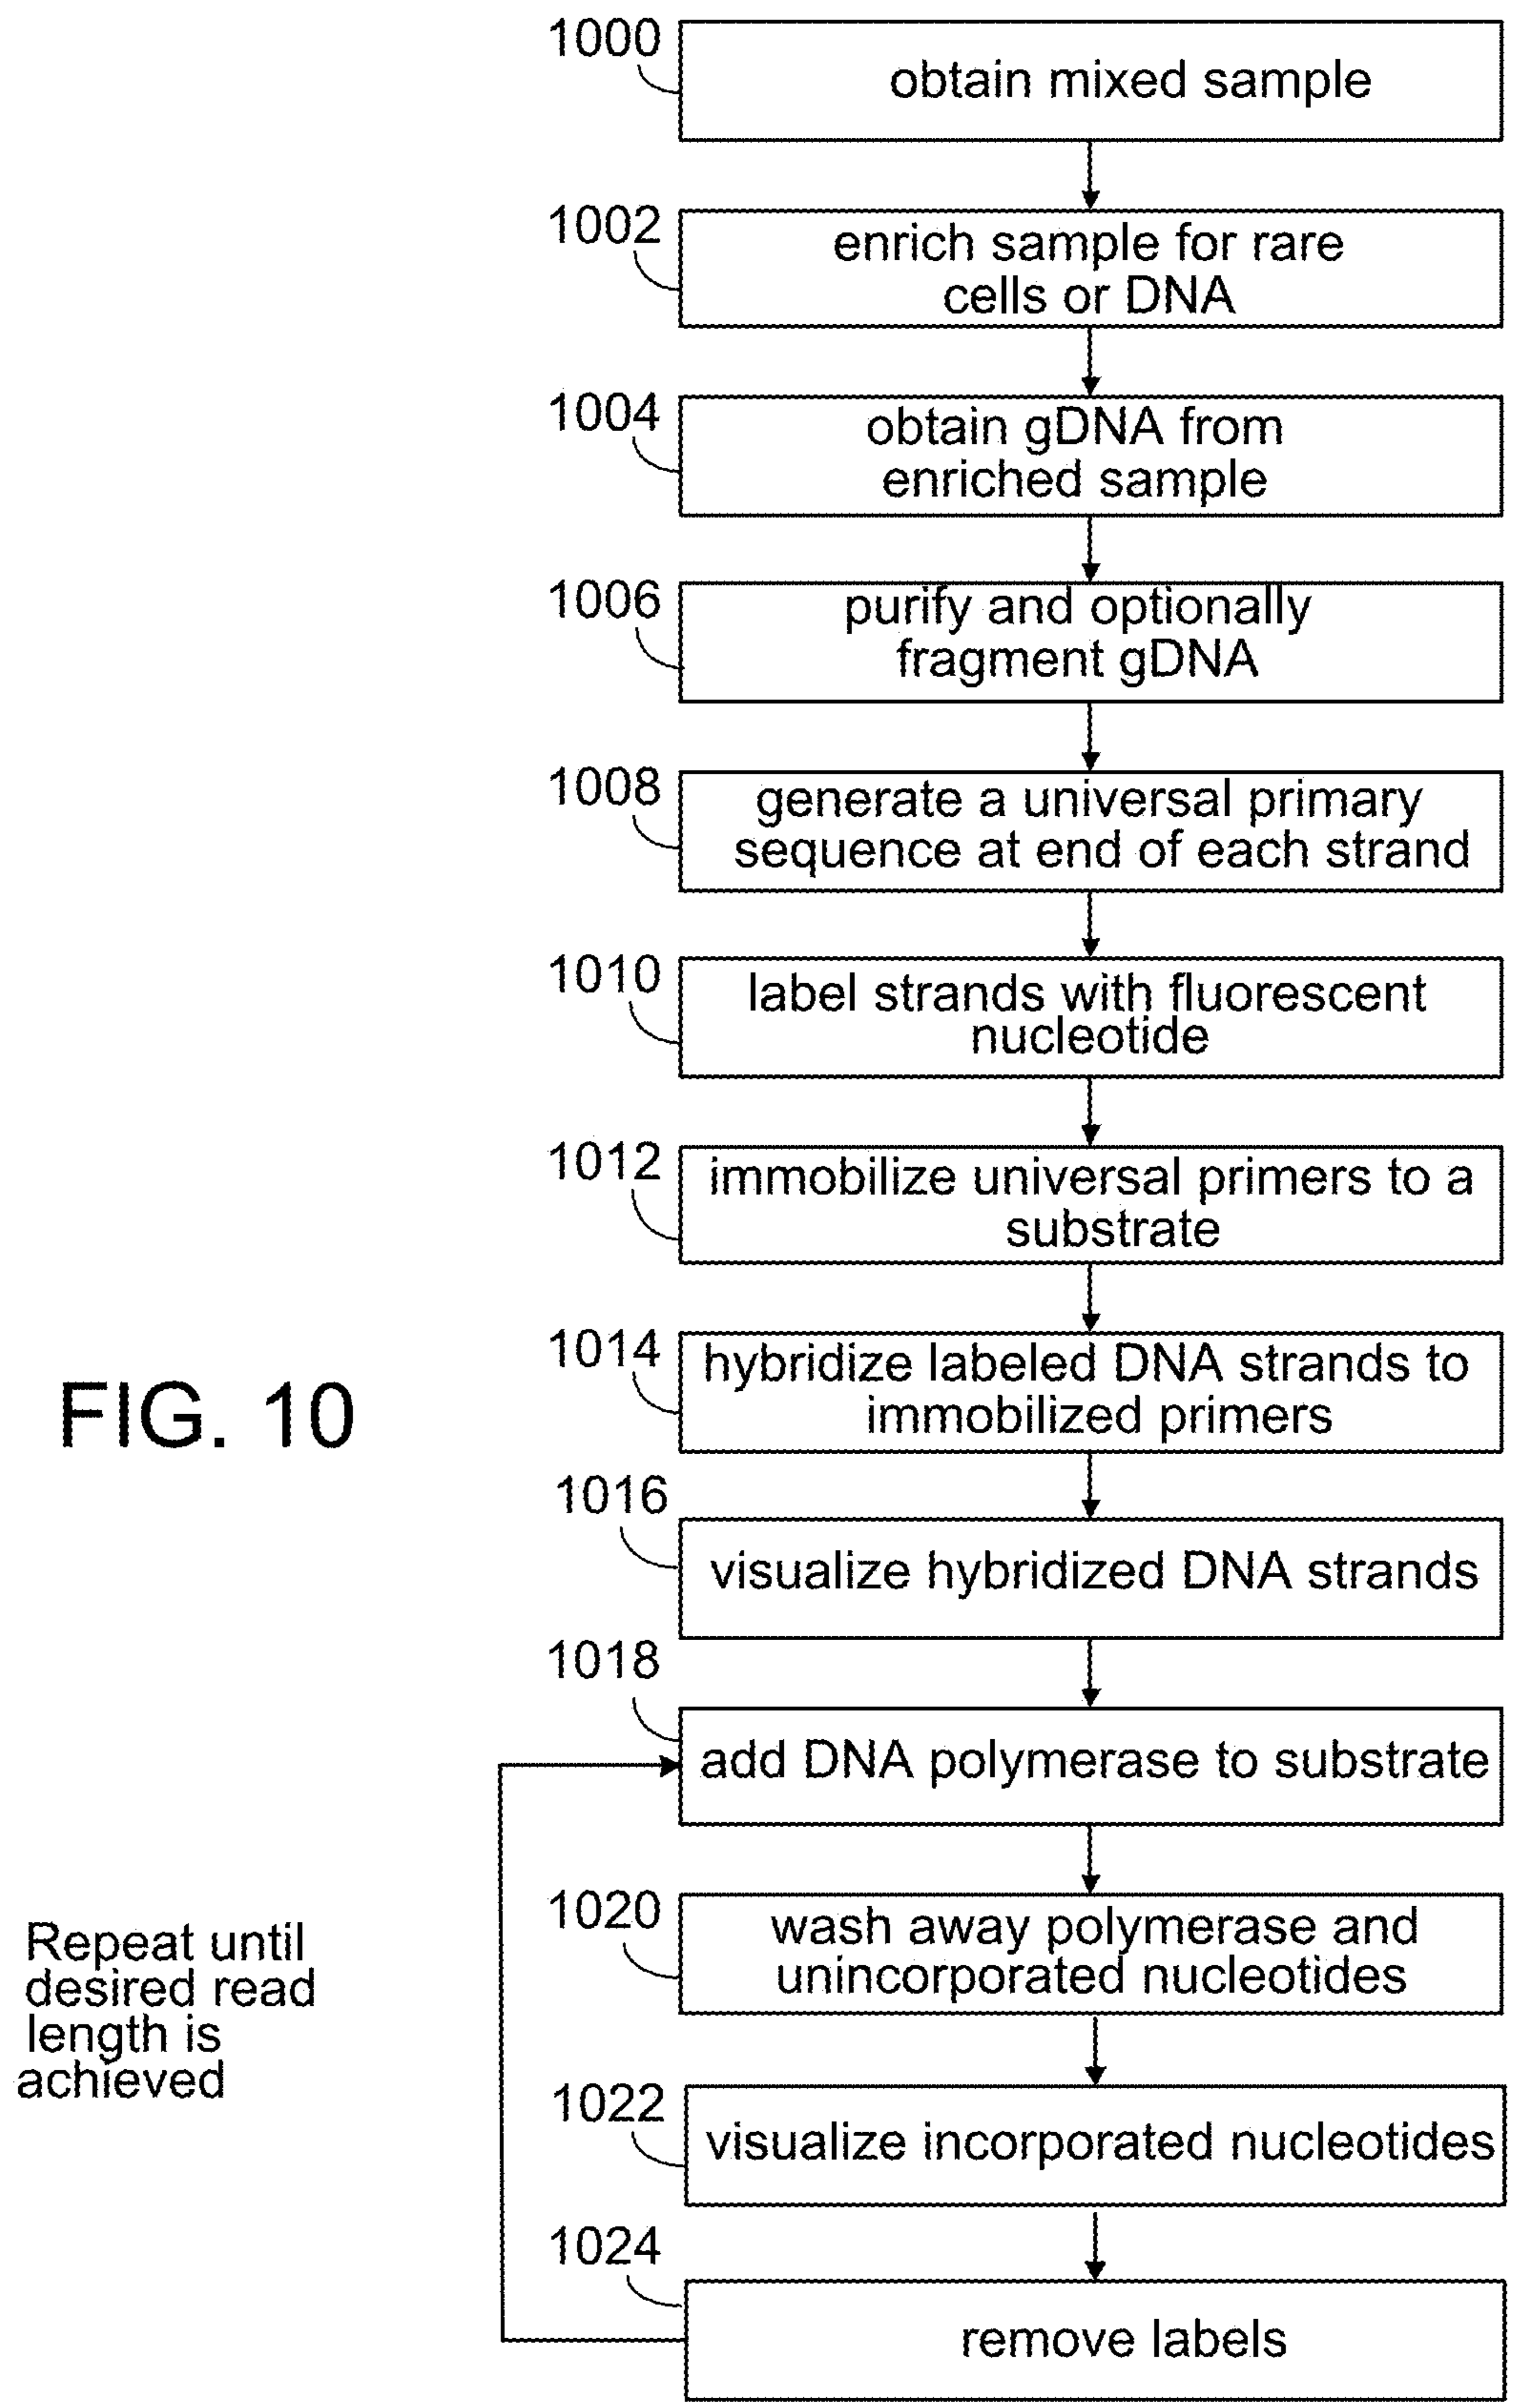 1000
obtain mixed sample
1002
enrich sample for rare
cells or DNA
1004
obtain gDNA from
enriched sample
1006
purify and optionally
fragment gDNA
1008
generate a universal primary
sequence at end of each strand
1010
label strands with fluorescent
nucleotide
1012
immobilize universal primers to a
substrate
1014
hybridize labeled DNA strands to
immobilized primers
FIG. 10
1016
visualize hybridized DNA strands
1018
add DNA polymerase to substrate
1020
wash away polymerase and
unincorporated nucleotides
Repeat until
desired read
length is
achieved
1022
visualize incorporated nucleotides
1024
remove labels